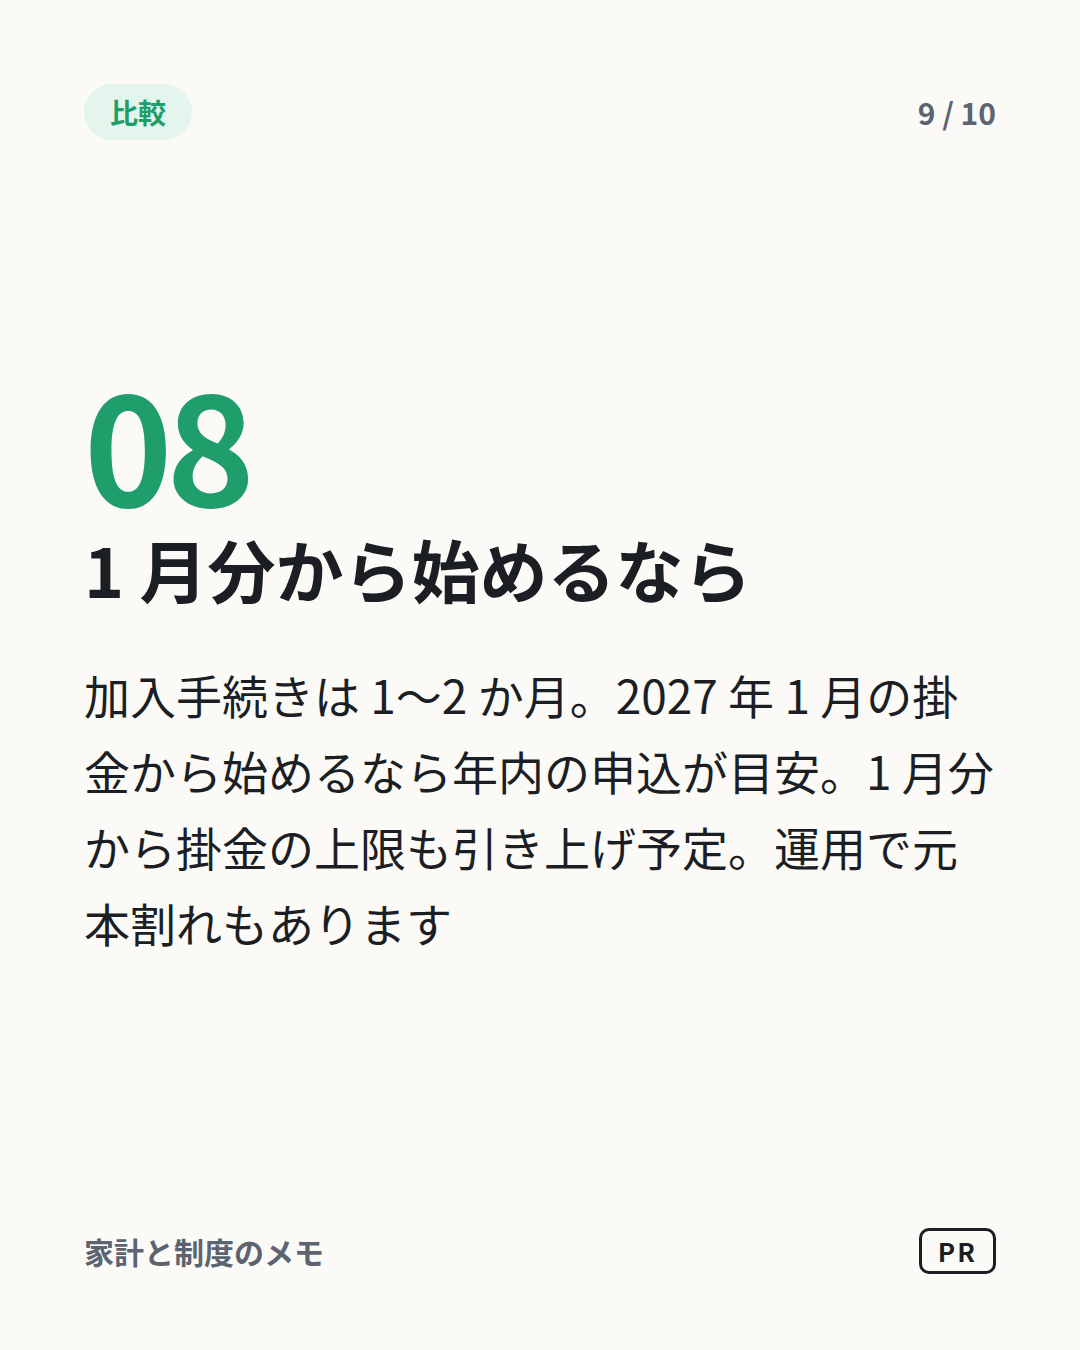 比較
9 / 10
08
1 月分から始めるなら
加入手続きは 1〜2 か月。2027 年 1 月の掛
金から始めるなら年内の申込が目安。1 月分
から掛金の上限も引き上げ予定。運用で元
本割れもあります
家計と制度のメモ
PR